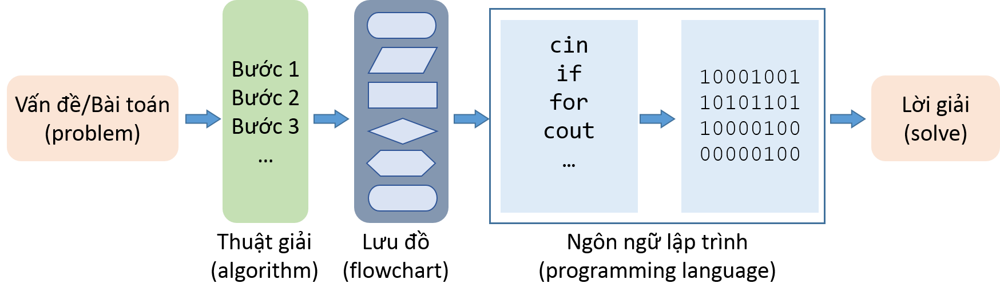 Vấn đề/Bài toán
(problem)
Bước 1
Bước 2
Bước 3
...
Thuật giải
(algorithm)
Lưu đồ
(flowchart)
cin
if
for
cout
...
10001001
10101101
10000100
00000100
Ngôn ngữ lập trình
(programming language)
Lời giải
(solve)